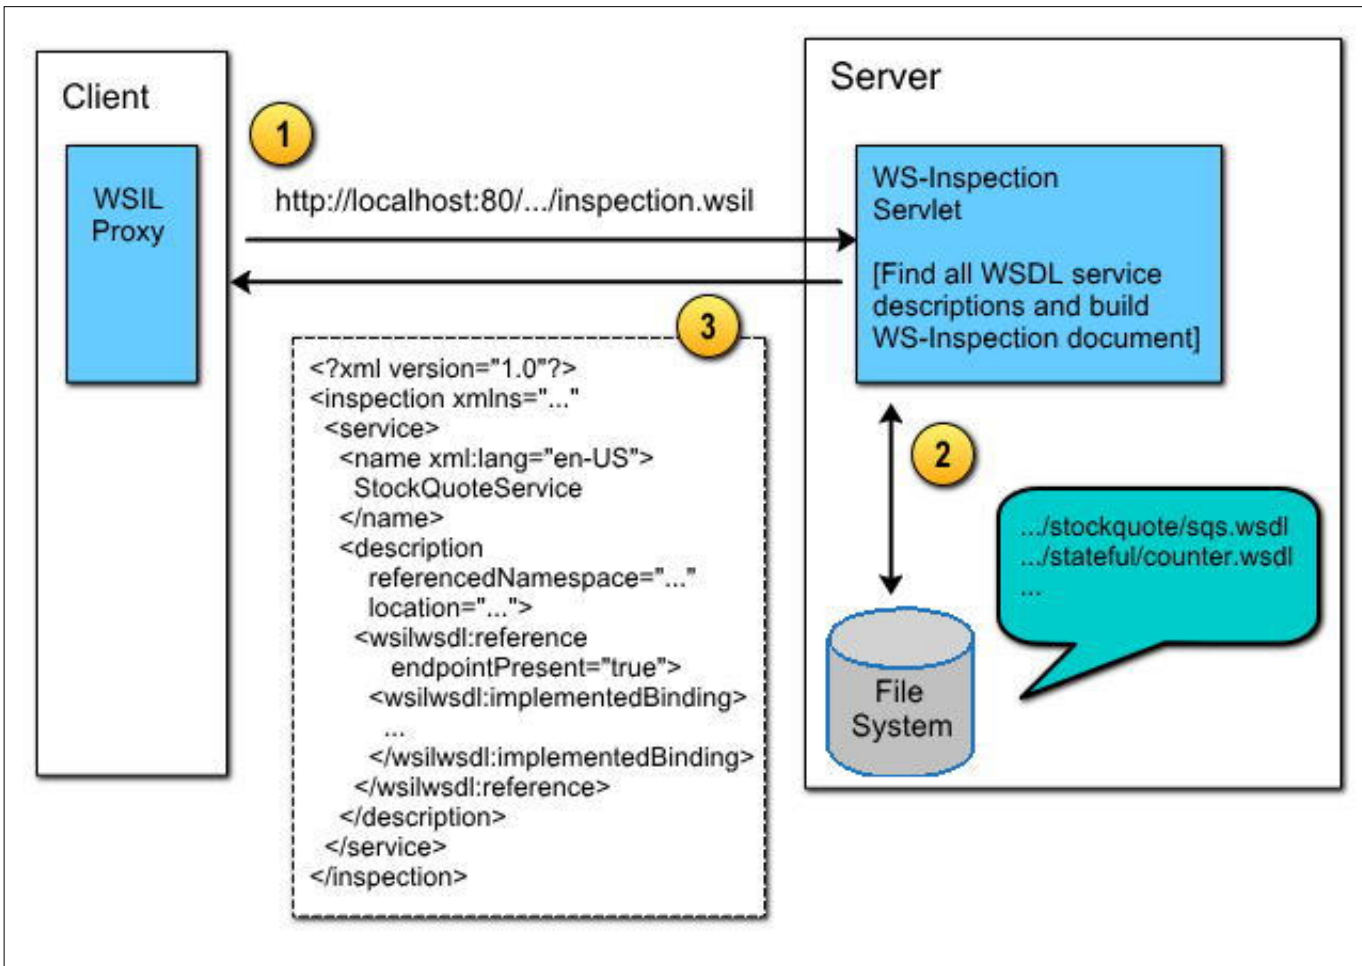 Client
WSIL
Proxy
1
http://localhost:80/.../inspection.wsil
Server
WS-Inspection
Servlet
[Find all WSDL service
descriptions and build
WS-Inspection document]
2
.../stockquote/sqs.wsdl
.../stateful/counter.wsdl
...
File
System
3
<?xml version="1.0"?>
<inspection xmlns="..."
<service>
<name xml:lang="en-US">
StockQuoteService
</name>
<description
referencedNamespace="..."
location="...">
<wsilwsdl:reference
endpointPresent="true">
<wsilwsdl:implementedBinding>
...
</wsilwsdl:implementedBinding>
</wsilwsdl:reference>
</description>
</service>
</inspection>